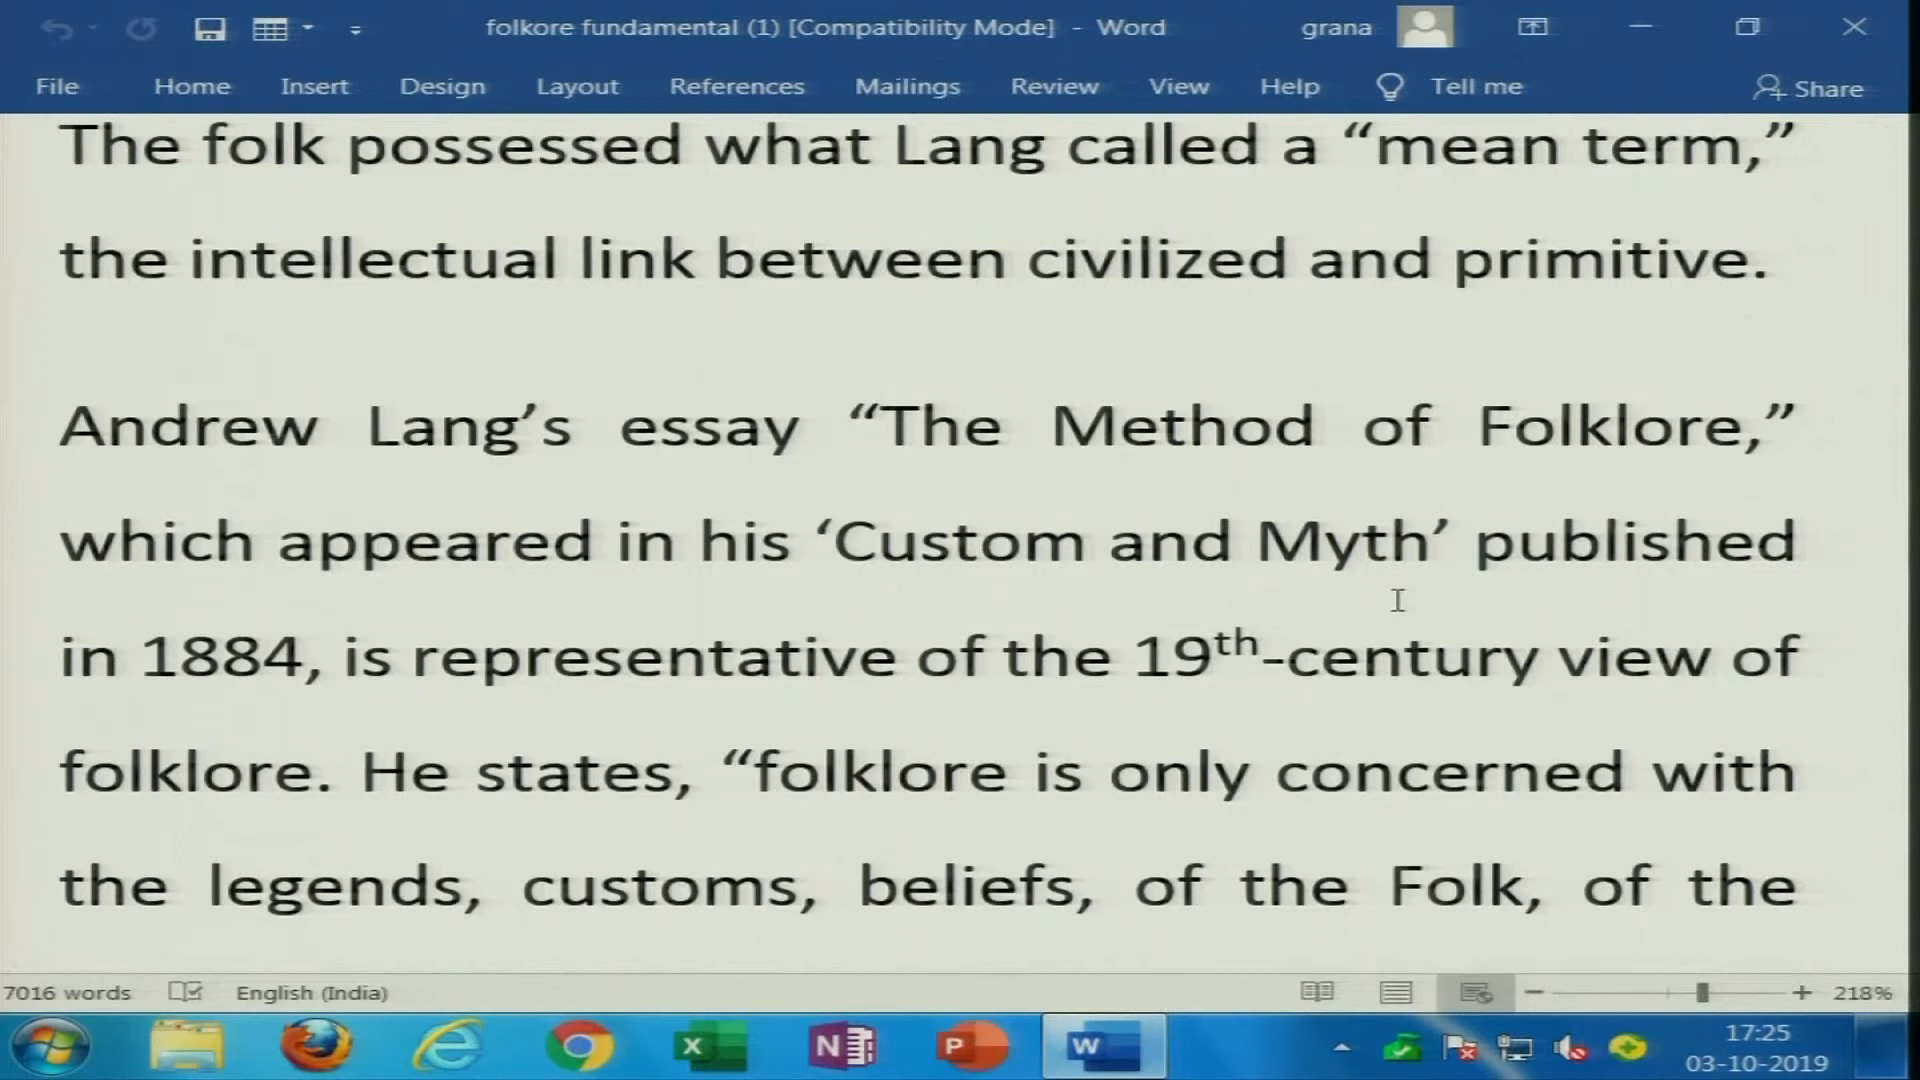 folkore fundamental (1) [Compatibility Mode] - Word
grana
File Home Insert Design Layout References Mailings Review View Help Tell me Share
The folk possessed what Lang called a “mean term,”
the intellectual link between civilized and primitive.
Andrew Lang’s essay “The Method of Folklore,”
which appeared in his ‘Custom and Myth’ published
in 1884, is representative of the 19th-century view of
folklore. He states, “folklore is only concerned with
the legends, customs, beliefs, of the Folk, of the
7016 words English (India) 218%
X N P W
17:25
03-10-2019